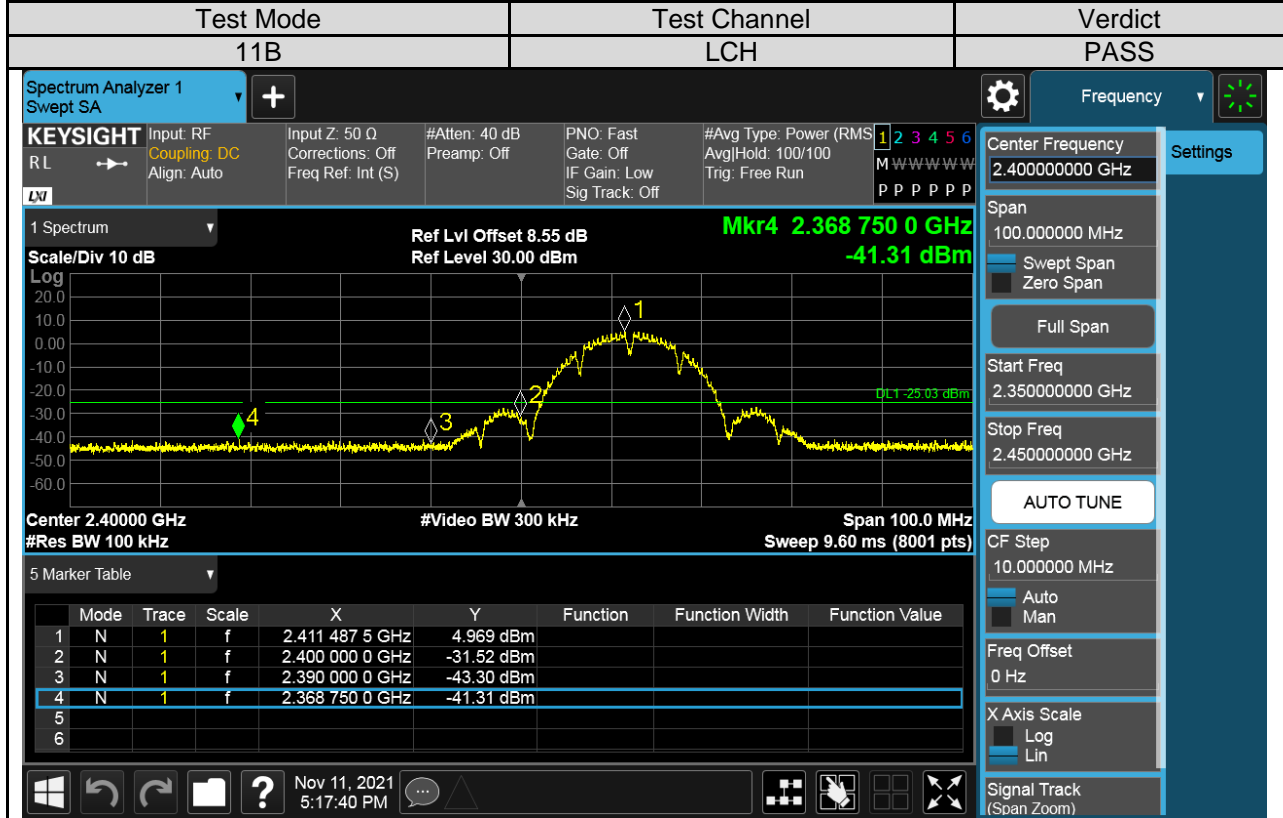 Test Mode Test Channel Verdict
11B LCH PASS
Spectrum Analyzer 1
Swept SA
+
Frequency
KEYSIGHT
R L
LXI
Input: RF
Coupling: DC
Align: Auto
Input Z: 50 Ω
Corrections: Off
Freq Ref: Int (S)
#Atten: 40 dB
Preamp: Off
PNO: Fast
Gate: Off
IF Gain: Low
Sig Track: Off
#Avg Type: Power (RMS
Avg|Hold: 100/100
Trig: Free Run
1 2 3 4 5 6
M W W W W W
P P P P P P
1 Spectrum
Scale/Div 10 dB
Ref Lvl Offset 8.55 dB
Ref Level 30.00 dBm
Mkr4 2.368 750 0 GHz
-41.31 dBm
Log
20.0
10.0
0.00
-10.0
-20.0
-30.0
-40.0
-50.0
-60.0
1
2
3
4
DL1 -25.03 dBm
Center 2.40000 GHz #Video BW 300 kHz Span 100.0 MHz
#Res BW 100 kHz Sweep 9.60 ms (8001 pts)
5 Marker Table
Mode Trace Scale X Y Function Function Width Function Value
1 N 1 f 2.411 487 5 GHz 4.969 dBm
2 N 1 f 2.400 000 0 GHz -31.52 dBm
3 N 1 f 2.390 000 0 GHz -43.30 dBm
4 N 1 f 2.368 750 0 GHz -41.31 dBm
5
6
?
Nov 11, 2021
5:17:40 PM
Center Frequency
2.400000000 GHz
Settings
Span
100.000000 MHz
Swept Span
Zero Span
Full Span
Start Freq
2.350000000 GHz
Stop Freq
2.450000000 GHz
AUTO TUNE
CF Step
10.000000 MHz
Auto
Man
Freq Offset
0 Hz
X Axis Scale
Log
Lin
Signal Track
(Span Zoom)